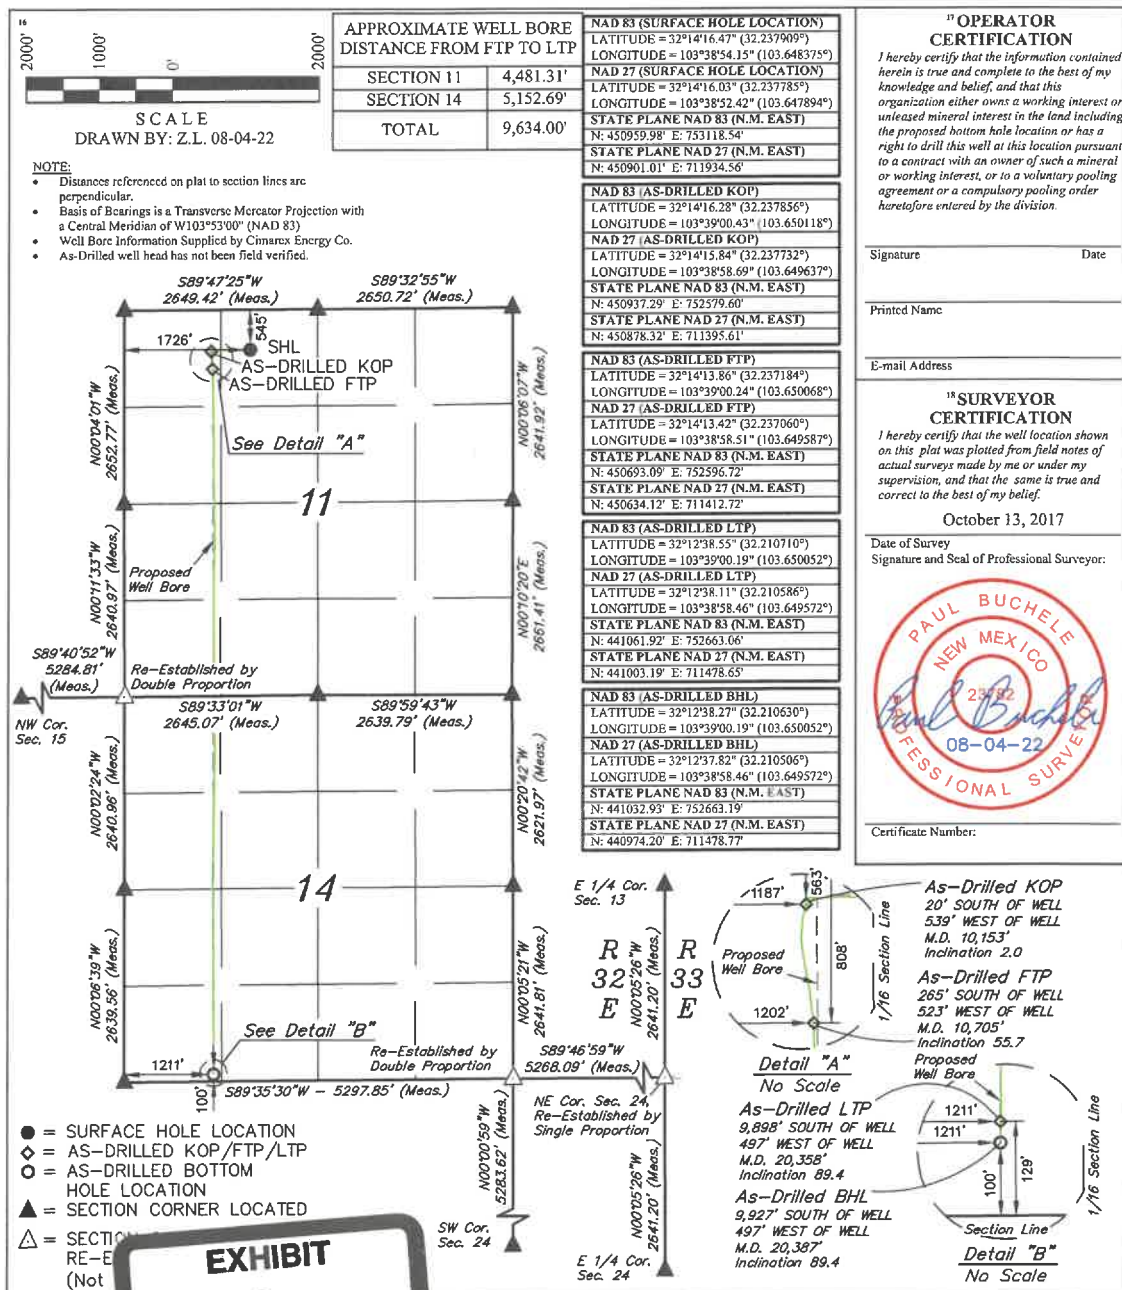 16
2000'
1000'
0'
2000'
SCALE
DRAWN BY: Z.L. 08-04-22
NOTE:
• Distances referenced on plat to section lines are
perpendicular.
• Basis of Bearings is a Transverse Mercator Projection with
a Central Meridian of W103°53'00" (NAD 83)
• Well Bore Information Supplied by Cimarex Energy Co.
• As-Drilled well head has not been field verified.
APPROXIMATE WELL BORE
DISTANCE FROM FTP TO LTP
SECTION 11 4,481.31'
SECTION 14 5,152.69'
TOTAL 9,634.00'
NAD 83 (SURFACE HOLE LOCATION)
LATITUDE = 32°14'16.47" (32.237909°)
LONGITUDE = 103°38'54.15" (103.648375°)
NAD 27 (SURFACE HOLE LOCATION)
LATITUDE = 32°14'16.03" (32.237785°)
LONGITUDE = 103°38'52.42" (103.647894°)
STATE PLANE NAD 83 (N.M. EAST)
N: 450959.98' E: 753118.54'
STATE PLANE NAD 27 (N.M. EAST)
N: 450901.01' E: 711934.56'
NAD 83 (AS-DRILLED KOP)
LATITUDE = 32°14'16.28" (32.237856°)
LONGITUDE = 103°39'00.43" (103.650118°)
NAD 27 (AS-DRILLED KOP)
LATITUDE = 32°14'15.84" (32.237732°)
LONGITUDE = 103°38'58.69" (103.649637°)
STATE PLANE NAD 83 (N.M. EAST)
N: 450937.29' E: 752579.60'
STATE PLANE NAD 27 (N.M. EAST)
N: 450878.32' E: 711395.61'
NAD 83 (AS-DRILLED FTP)
LATITUDE = 32°14'13.86" (32.237184°)
LONGITUDE = 103°39'00.24" (103.650068°)
NAD 27 (AS-DRILLED FTP)
LATITUDE = 32°14'13.42" (32.237060°)
LONGITUDE = 103°38'58.51" (103.649587°)
STATE PLANE NAD 83 (N.M. EAST)
N: 450693.09' E: 752596.72'
STATE PLANE NAD 27 (N.M. EAST)
N: 450634.12' E: 711412.72'
NAD 83 (AS-DRILLED LTP)
LATITUDE = 32°12'38.55" (32.210710°)
LONGITUDE = 103°39'00.19" (103.650052°)
NAD 27 (AS-DRILLED LTP)
LATITUDE = 32°12'38.11" (32.210586°)
LONGITUDE = 103°38'58.46" (103.649572°)
STATE PLANE NAD 83 (N.M. EAST)
N: 441061.92' E: 752663.06'
STATE PLANE NAD 27 (N.M. EAST)
N: 441003.19' E: 711478.65'
NAD 83 (AS-DRILLED BHL)
LATITUDE = 32°12'38.27" (32.210630°)
LONGITUDE = 103°39'00.19" (103.650052°)
NAD 27 (AS-DRILLED BHL)
LATITUDE = 32°12'37.82" (32.210506°)
LONGITUDE = 103°38'58.46" (103.649572°)
STATE PLANE NAD 83 (N.M. EAST)
N: 441032.93' E: 752663.19'
STATE PLANE NAD 27 (N.M. EAST)
N: 440974.20' E: 711478.77'
17 OPERATOR
CERTIFICATION
I hereby certify that the information contained
herein is true and complete to the best of my
knowledge and belief, and that this
organization either owns a working interest or
unleased mineral interest in the land including
the proposed bottom hole location or has a
right to drill this well at this location pursuant
to a contract with an owner of such a mineral
or working interest, or to a voluntary pooling
agreement or a compulsory pooling order
heretofore entered by the division.
Signature Date
Printed Name
E-mail Address
18 SURVEYOR
CERTIFICATION
I hereby certify that the well location shown
on this plat was plotted from field notes of
actual surveys made by me or under my
supervision, and that the same is true and
correct to the best of my belief.
October 13, 2017
Date of Survey
Signature and Seal of Professional Surveyor:
PAUL BUCHELE
NEW MEXICO
23782
Paul Buchele
08-04-22
PROFESSIONAL SURVEYOR
Certificate Number:
S89°47'25"W
2649.42' (Meas.)
S89°32'55"W
2650.72' (Meas.)
1726'
545'
SHL
AS-DRILLED KOP
AS-DRILLED FTP
See Detail "A"
N00°04'01"W
2652.77' (Meas.)
N00°06'07"W
2641.92' (Meas.)
11
Proposed
Well Bore
N00°11'33"W
2640.97' (Meas.)
N00°10'20"E
2661.41' (Meas.)
S89°40'52"W
5284.81'
(Meas.)
Re-Established by
Double Proportion
NW Cor.
Sec. 15
S89°33'01"W
2645.07' (Meas.)
S89°59'43"W
2639.79' (Meas.)
N00°02'24"W
2640.96' (Meas.)
N00°20'42"W
2621.97' (Meas.)
14
N00°06'39"W
2639.56' (Meas.)
N00°05'21"W
2641.81' (Meas.)
See Detail "B"
1211'
100'
Re-Established by
Double Proportion
S89°35'30"W - 5297.85' (Meas.)
S89°46'59"W
5268.09' (Meas.)
NE Cor. Sec. 24,
Re-Established by
Single Proportion
N00°00'59"W
5283.62' (Meas.)
SW Cor.
Sec. 24
E 1/4 Cor.
Sec. 13
R
32
E
R
33
E
N00°05'26"W
2641.20' (Meas.)
N00°05'26"W
2641.20' (Meas.)
E 1/4 Cor.
Sec. 24
1187'
563'
Proposed
Well Bore
808'
1202'
1/16 Section Line
Detail "A"
No Scale
As-Drilled KOP
20' SOUTH OF WELL
539' WEST OF WELL
M.D. 10,153'
Inclination 2.0
As-Drilled FTP
265' SOUTH OF WELL
523' WEST OF WELL
M.D. 10,705'
Inclination 55.7
As-Drilled LTP
9,898' SOUTH OF WELL
497' WEST OF WELL
M.D. 20,358'
Inclination 89.4
As-Drilled BHL
9,927' SOUTH OF WELL
497' WEST OF WELL
M.D. 20,387'
Inclination 89.4
Proposed
Well Bore
1211'
1211'
100'
129'
1/16 Section Line
Section Line
Detail "B"
No Scale
● = SURFACE HOLE LOCATION
◇ = AS-DRILLED KOP/FTP/LTP
○ = AS-DRILLED BOTTOM
HOLE LOCATION
▲ = SECTION CORNER LOCATED
△ = SECTION
RE-E
(Not
EXHIBIT